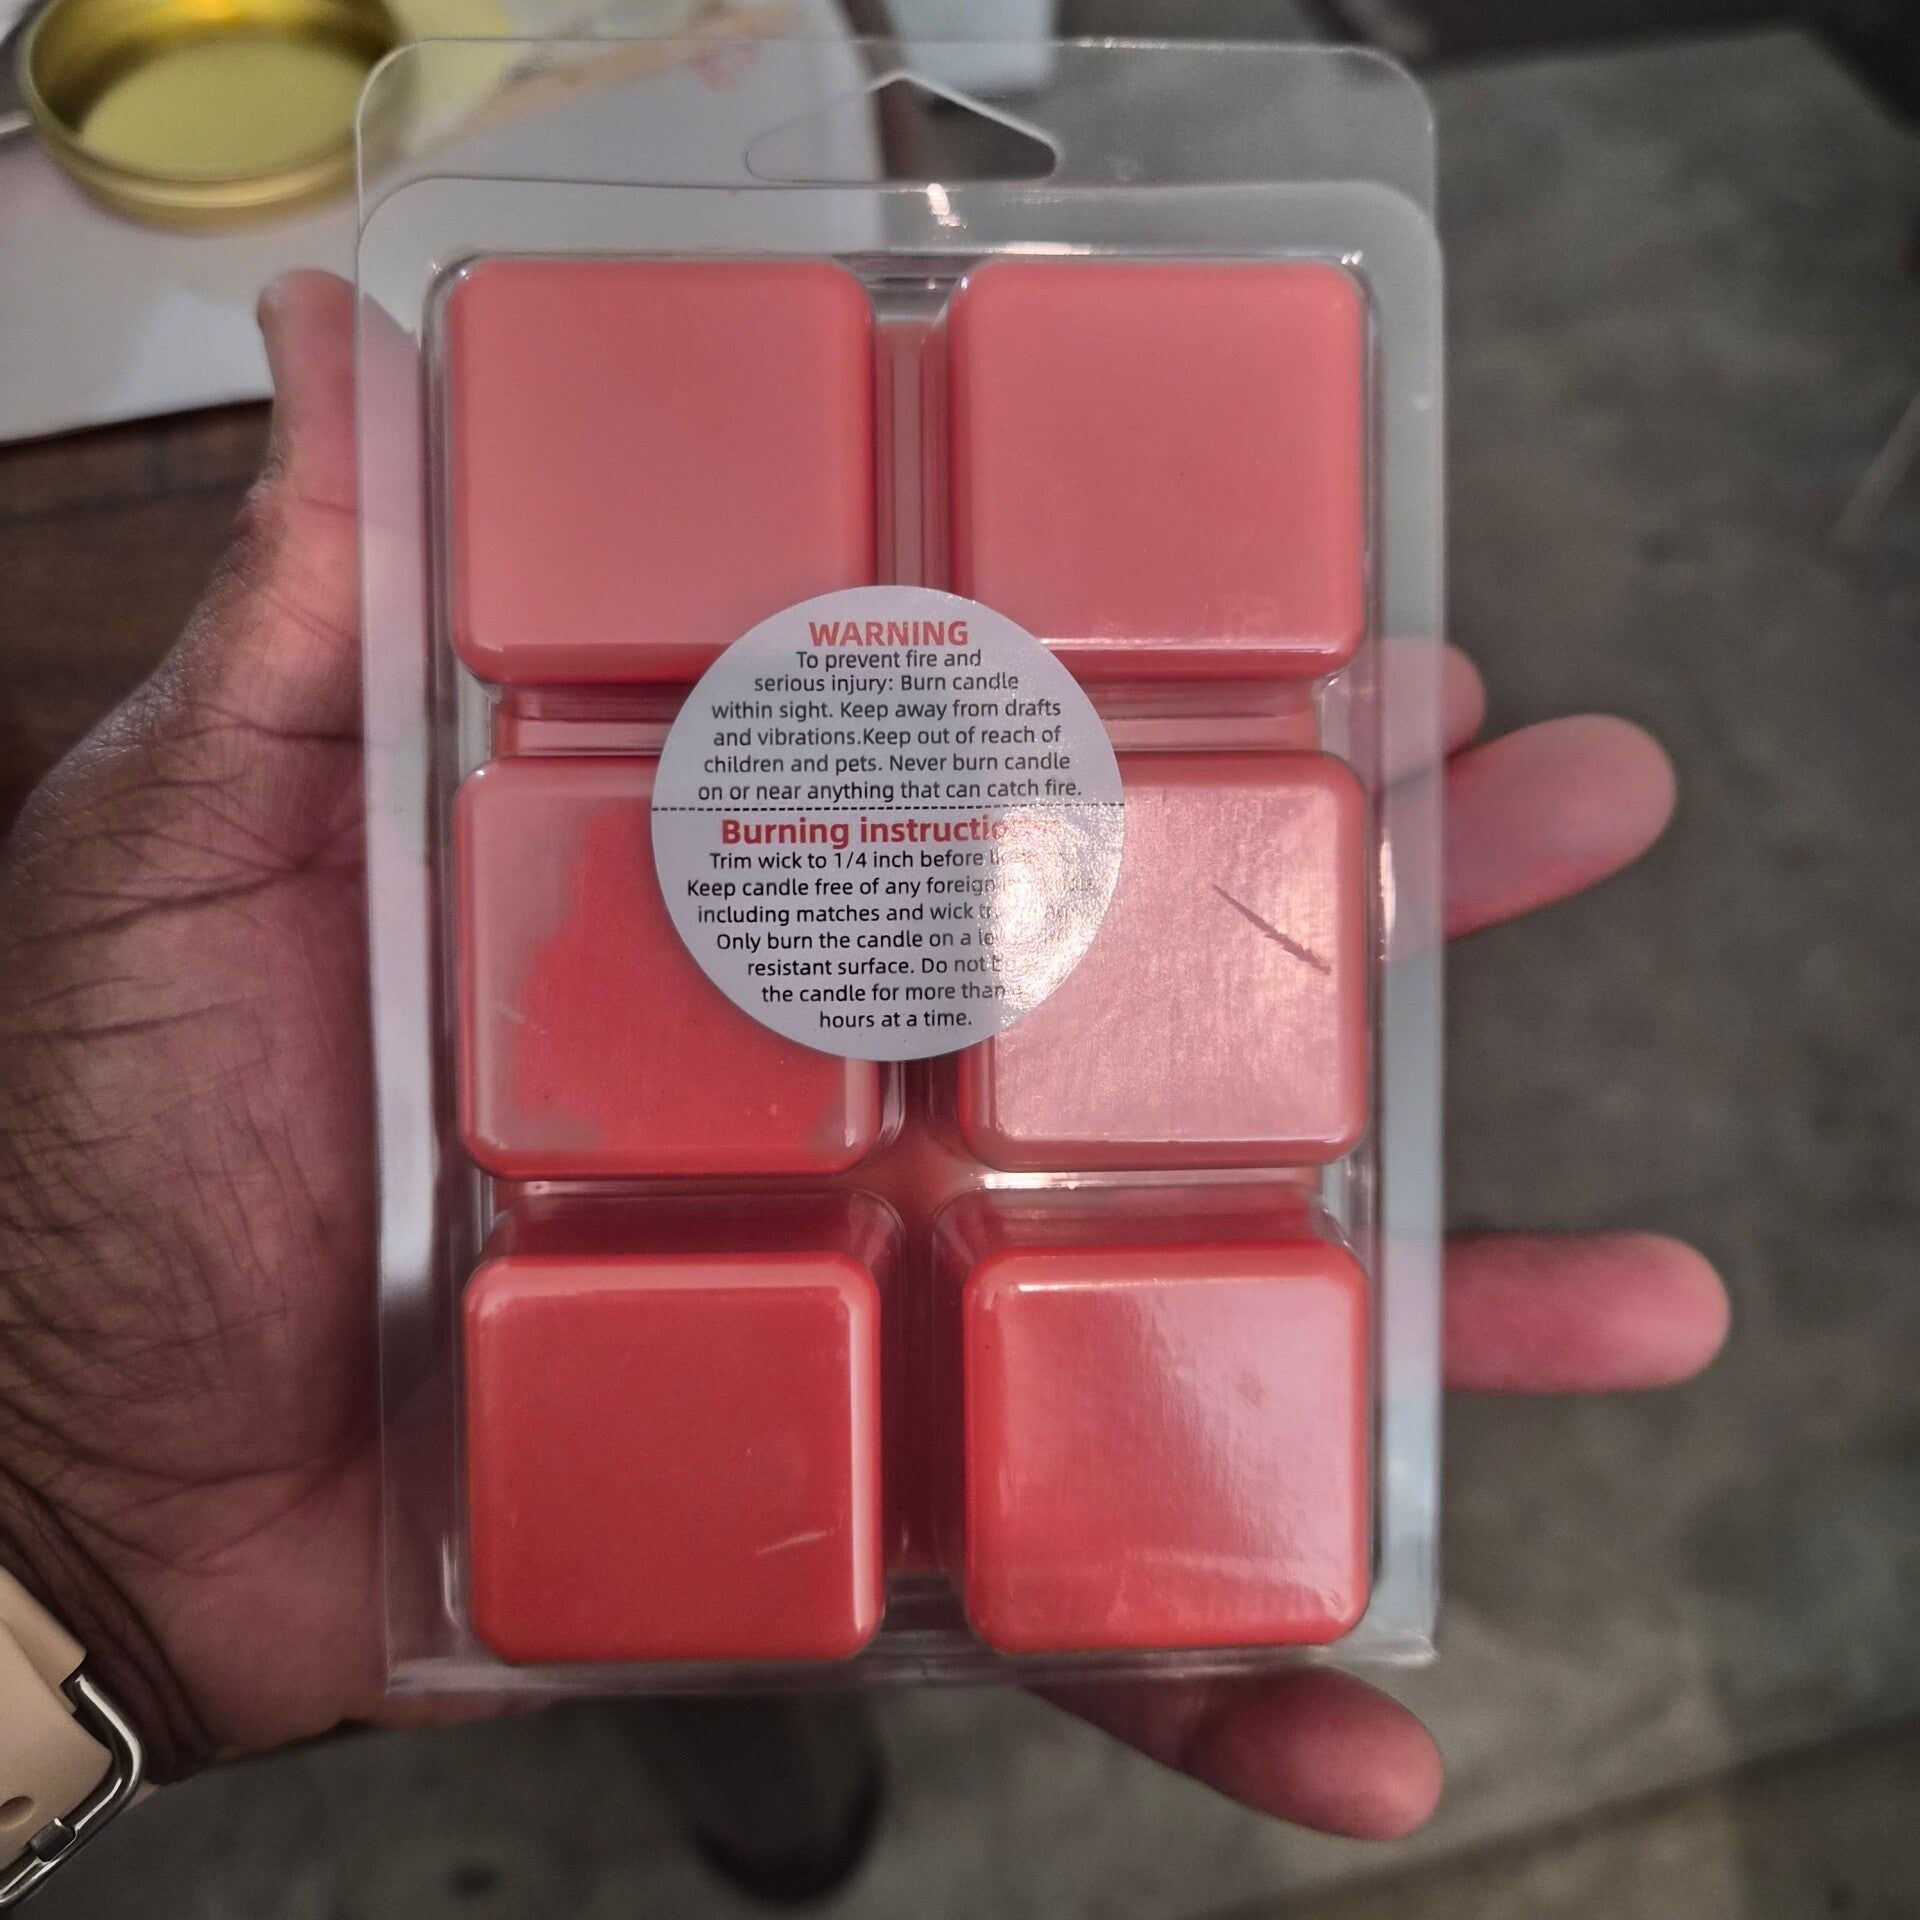 WARNING
To prevent fire and
serious injury: Burn candle
within sight. Keep away from drafts
and vibrations.Keep out of reach of
children and pets. Never burn candle
on or near anything that can catch fire.
Burning
Trim wick to 1/4 inch before
Keep candle free of any foreign
including matches and wick
Only burn the candle on a
resistant surface. Do not
the candle for more than
hours at a time.